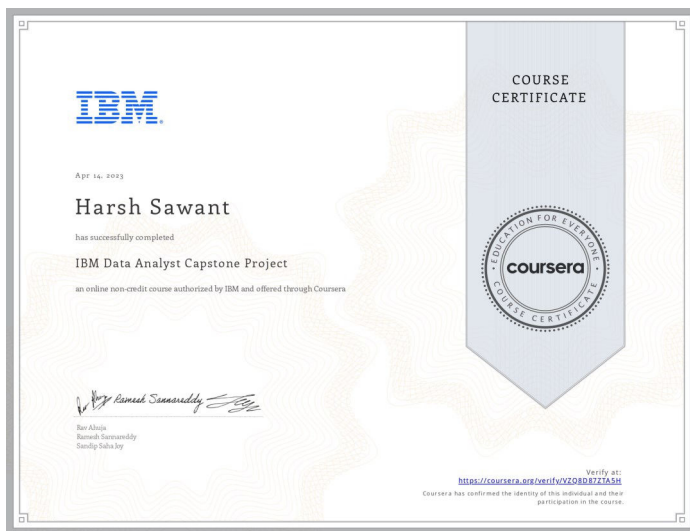 IBM
Apr 14, 2023
Harsh Sawant
has successfully completed
IBM Data Analyst Capstone Project
an online non-credit course authorized by IBM and offered through Coursera
Ramesh Sannareddy
Rav Ahuja
Ramesh Sannareddy
Sandip Saha Joy
COURSE
CERTIFICATE
EDUCATION FOR EVERYONE
coursera
COURSE CERTIFICATE
Verify at:
https://coursera.org/verify/VZQ8D87ZTA5H
Coursera has confirmed the identity of this individual and their
participation in the course.